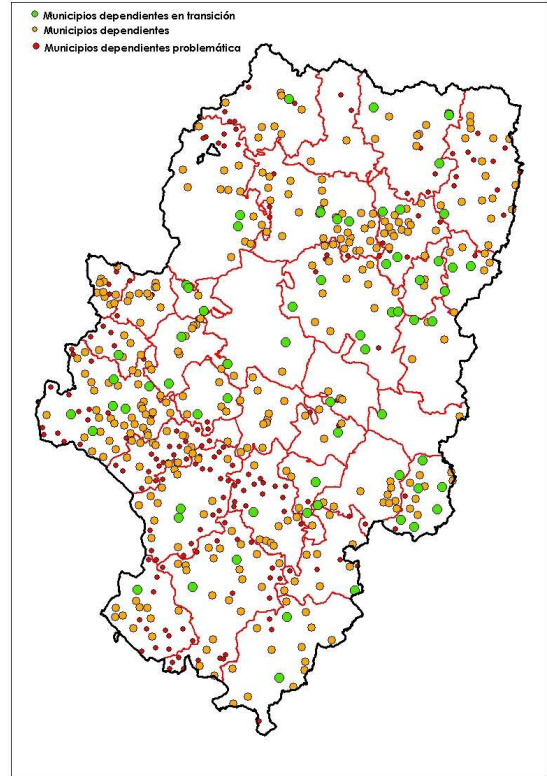 Municipios dependientes en transición
Municipios dependientes
Municipios dependientes problemática